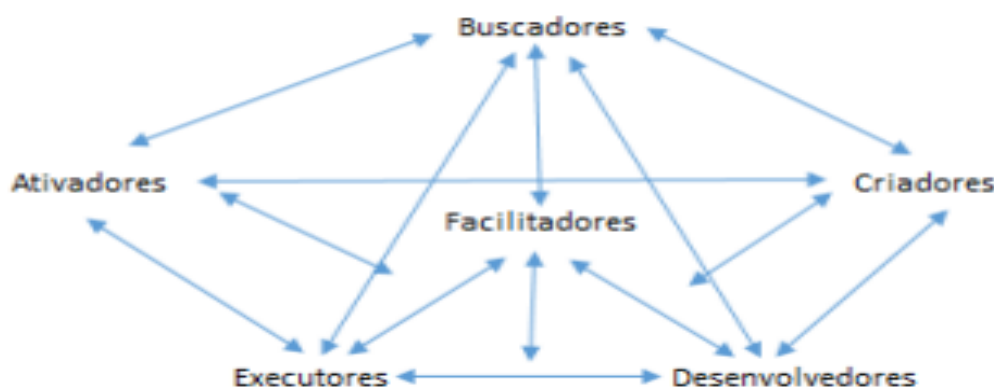 Buscadores
Ativadores
Criadores
Facilitadores
Executores
Desenvolvedores